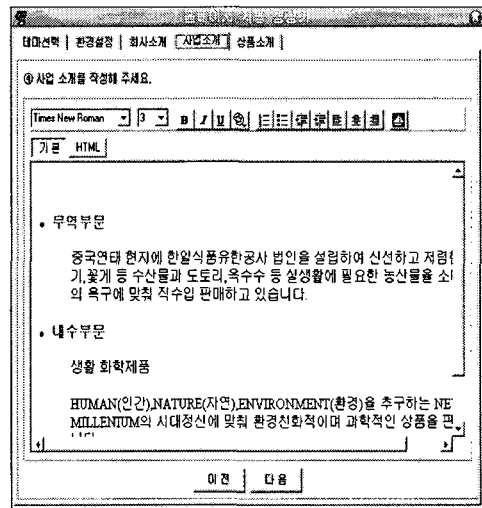 테마선택 환경설정 회사소개 사업소개 상품소개
사업 소개를 작성해 주세요.
Times New Roman 3 B I U
기본 HTML
• 무역부문
중국연태 현지에 한알식품유한공사 법인을 설립하여 신선하고 저렴한
기,꽃게 등 수산물과 도토리,옥수수 등 실생활에 필요한 농산물을 소비
의 욕구에 맞춰 직수입 판매하고 있습니다.
• 내수부문
생활 화학제품
HUMAN(인간),NATURE(자연),ENVIRONMENT(환경)을 추구하는 NE
MILLENIUM의 시대정신에 맞춰 환경친화적이며 과학적인 상품을 판
니다
이전 다음